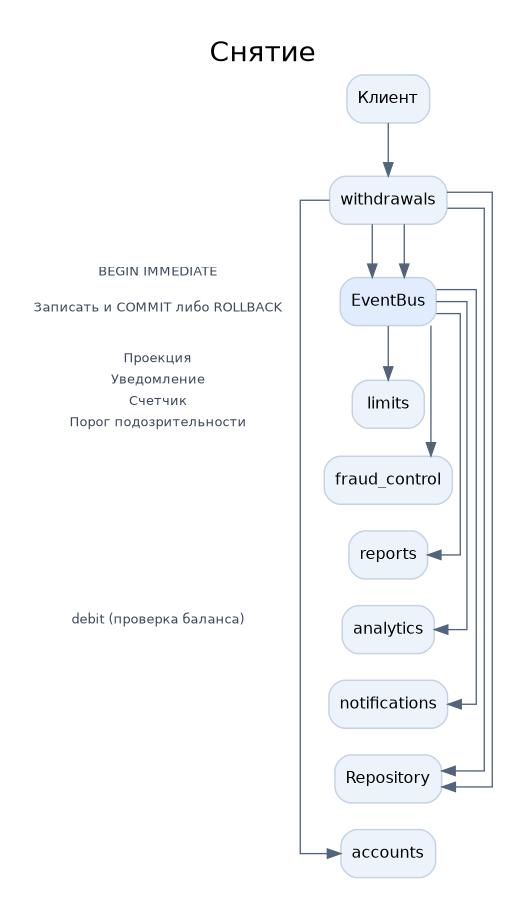 Снятие
Клиент
withdrawals
BEGIN IMMEDIATE
EventBus
Записать и COMMIT либо ROLLBACK
Проекция
Уведомление
Счетчик
limits
Порог подозрительности
fraud_control
reports
debit (проверка баланса)
analytics
notifications
Repository
accounts